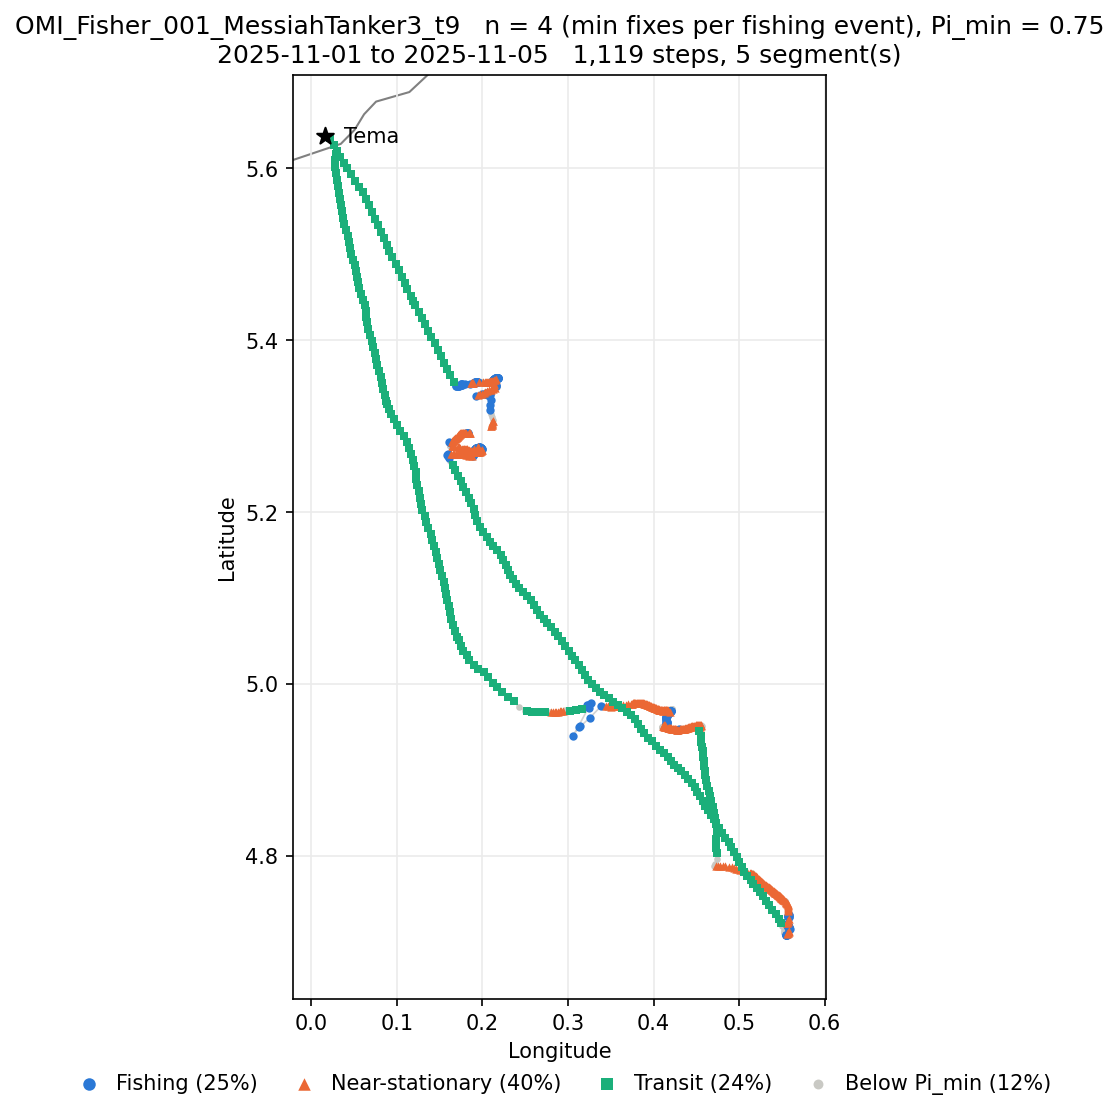 OMI_Fisher_001_MessiahTanker3_t9   n = 4 (min fixes per fishing event), Pi_min = 0.75
2025-11-01 to 2025-11-05   1,119 steps, 5 segment(s)
Tema
5.6
5.4
5.2
5.0
4.8
Latitude
0.0 0.1 0.2 0.3 0.4 0.5 0.6
Longitude
Fishing (25%) Near-stationary (40%) Transit (24%) Below Pi_min (12%)